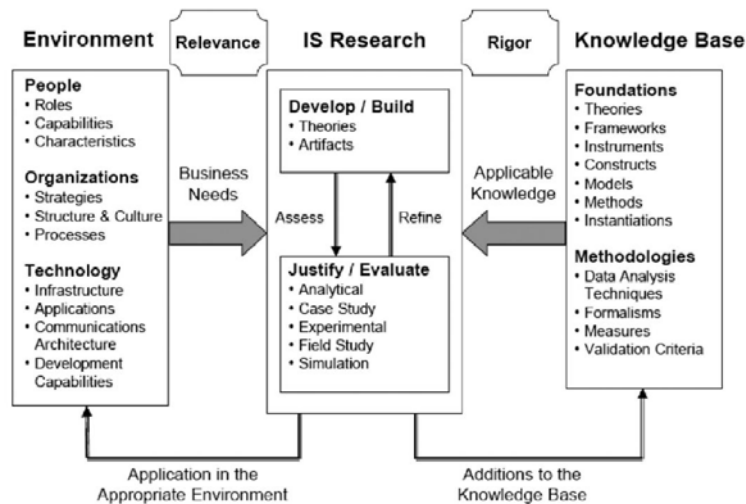 Environment
Relevance
IS Research
Rigor
Knowledge Base
People
• Roles
• Capabilities
• Characteristics
Organizations
• Strategies
• Structure & Culture
• Processes
Technology
• Infrastructure
• Applications
• Communications
Architecture
• Development
Capabilities
Business
Needs
Develop / Build
• Theories
• Artifacts
Assess
Refine
Justify / Evaluate
• Analytical
• Case Study
• Experimental
• Field Study
• Simulation
Applicable
Knowledge
Foundations
• Theories
• Frameworks
• Instruments
• Constructs
• Models
• Methods
• Instantiations
Methodologies
• Data Analysis
Techniques
• Formalisms
• Measures
• Validation Criteria
Application in the
Appropriate Environment
Additions to the
Knowledge Base